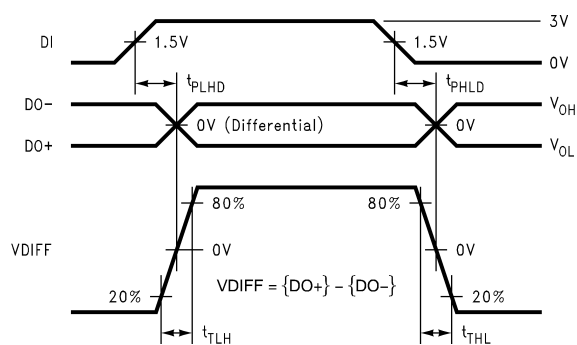 3V
DI
1.5V
1.5V
0V
tPLHD
tPHLD
DO-
VOH
0V (Differential)
0V
DO+
VOL
80%
80%
VDIFF
0V
0V
VDIFF = {DO+} - {DO-}
20%
20%
tTLH
tTHL